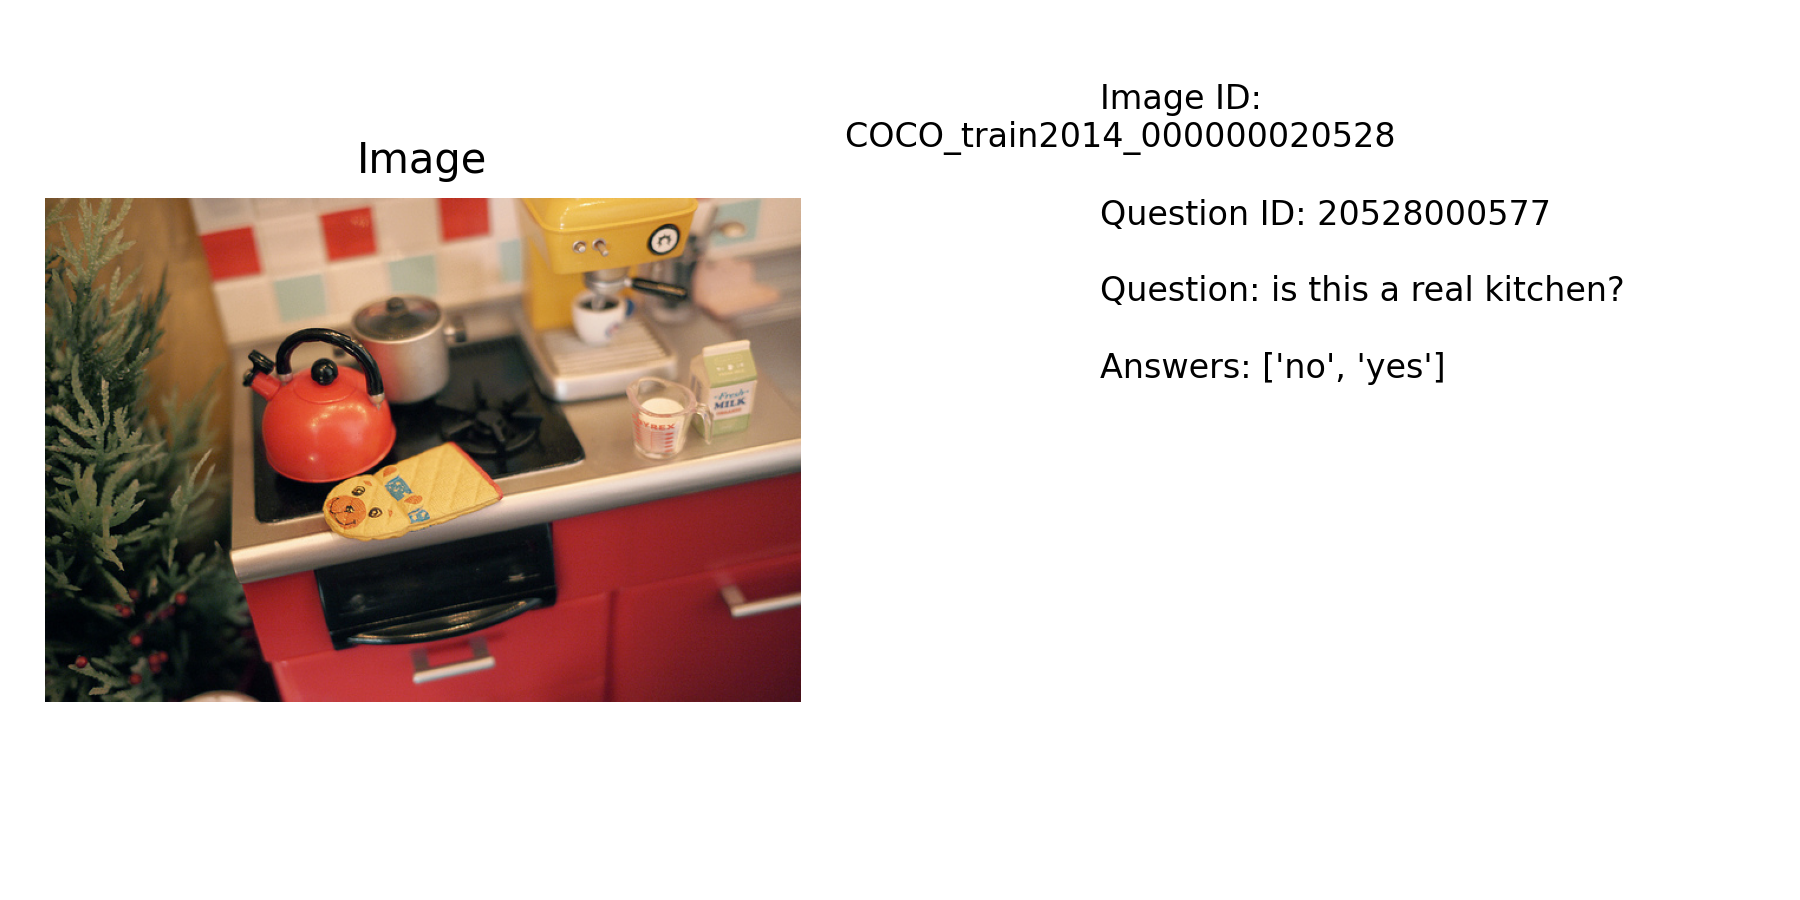 Image
Image ID:
COCO_train2014_000000020528
Question ID: 20528000577
Question: is this a real kitchen?
Answers: ['no', 'yes']
Fresh
MILK
PYREX